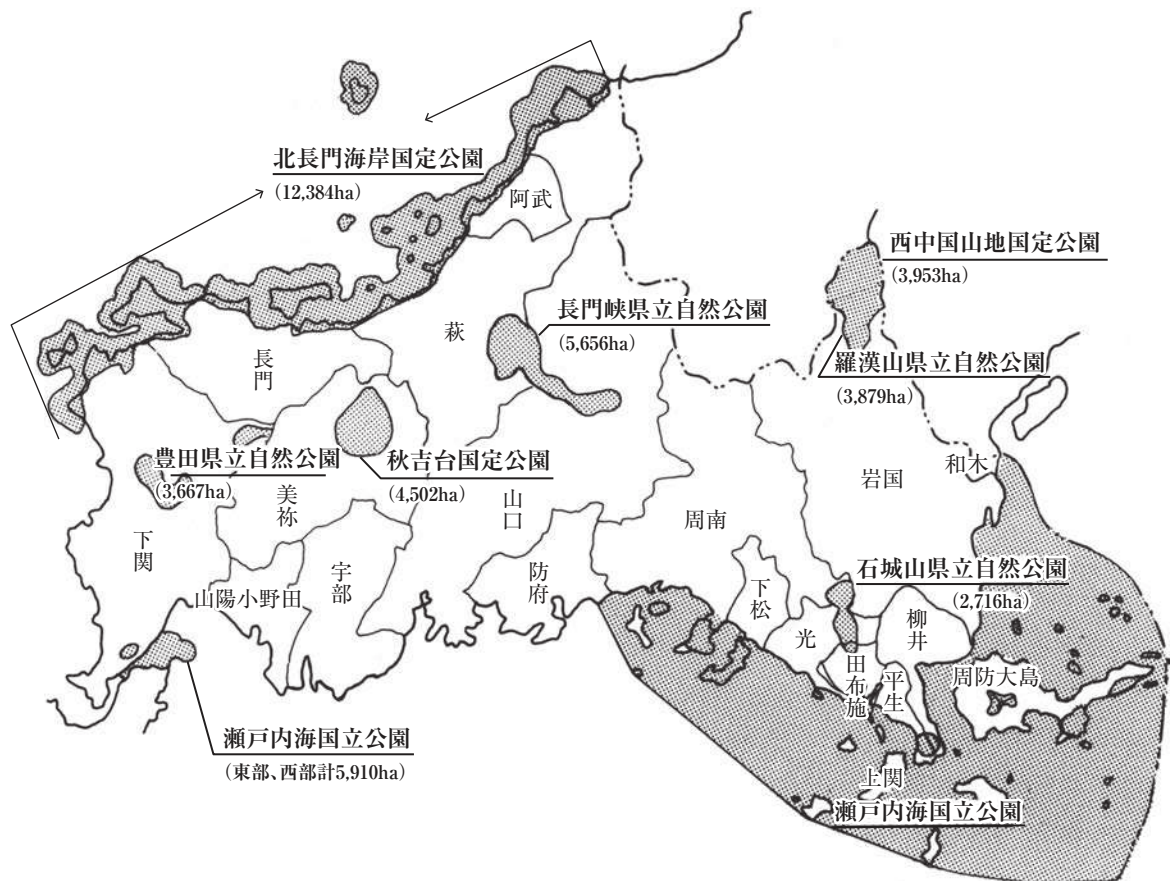 北長門海岸国定公園
(12,384ha)
阿武
西中国山地国定公園
(3,953ha)
長門峡県立自然公園
(5,656ha)
萩
羅漢山県立自然公園
(3,879ha)
長門
豊田県立自然公園
(3,667ha)
秋吉台国定公園
(4,502ha)
和木
岩国
美祢
山口
周南
下関
防府
石城山県立自然公園
(2,716ha)
宇部
山陽小野田
下松
光
柳井
田布施
平生
周防大島
瀬戸内海国立公園
(東部、西部計5,910ha)
上関
瀬戸内海国立公園